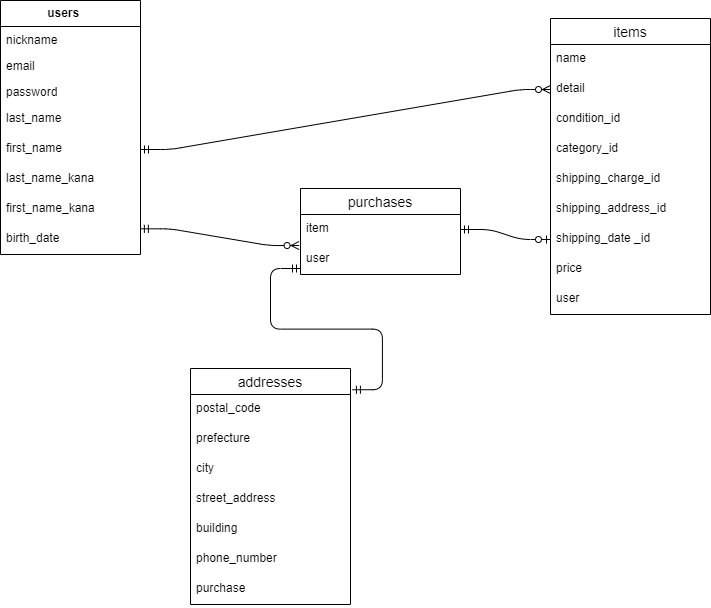 users
nickname
email
password
last_name
first_name
last_name_kana
first_name_kana
birth_date
items
name
detail
condition_id
category_id
shipping_charge_id
shipping_address_id
shipping_date _id
price
user
purchases
item
user
addresses
postal_code
prefecture
city
street_address
building
phone_number
purchase